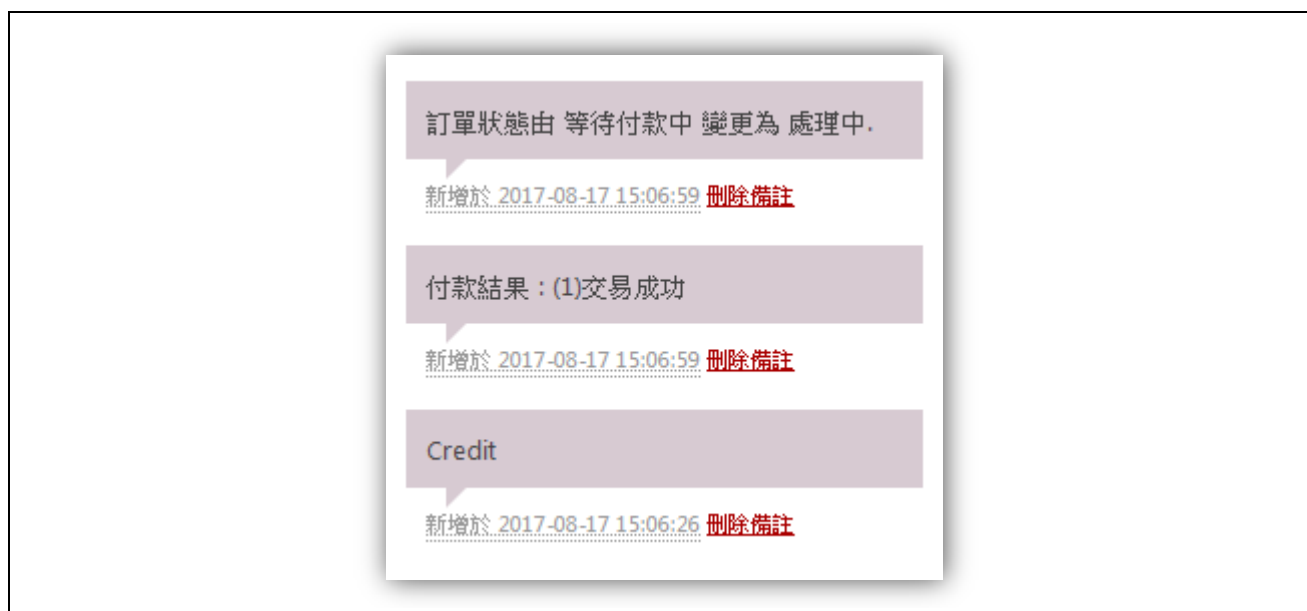 訂單狀態由 等待付款中 變更為 處理中.
新增於 2017-08-17 15:06:59 刪除備註
付款結果：(1)交易成功
新增於 2017-08-17 15:06:59 刪除備註
Credit
新增於 2017-08-17 15:06:26 刪除備註